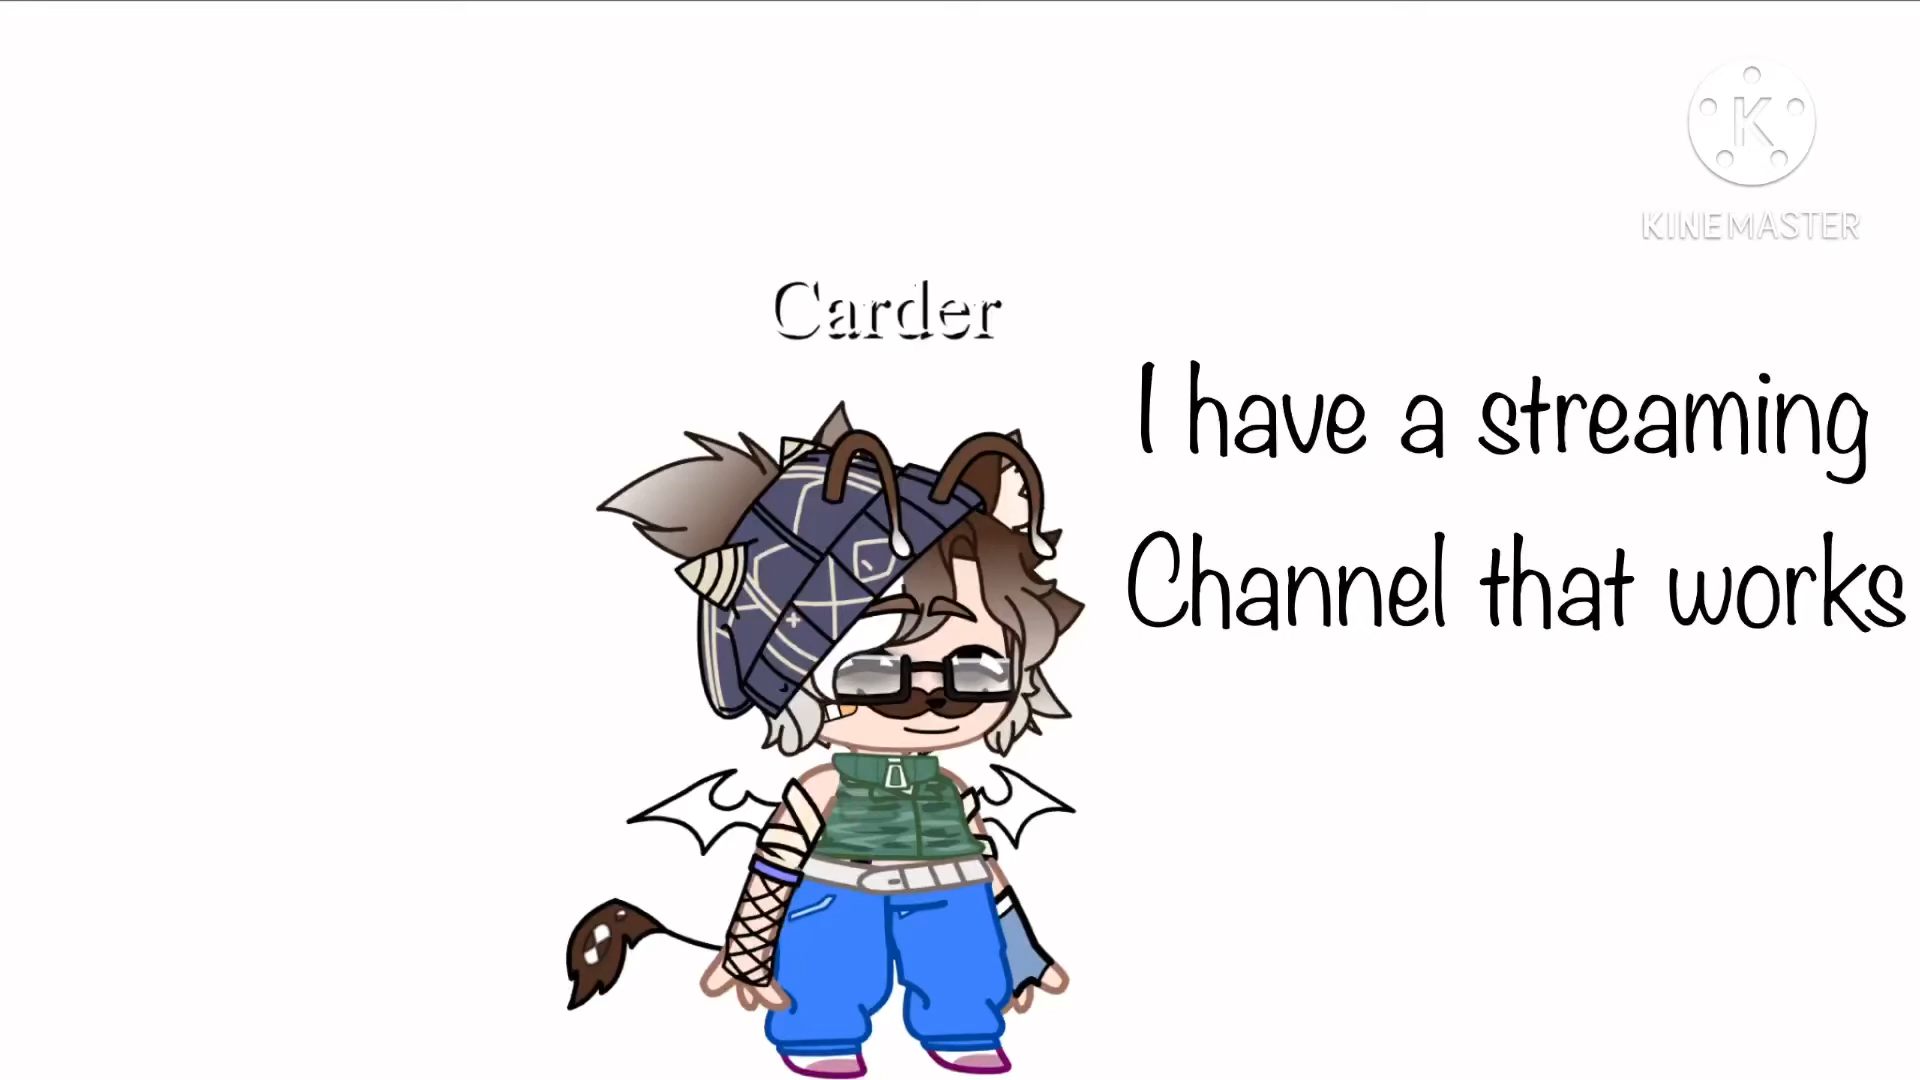 K
KINEMASTER
Carder
I have a streaming
Channel that works